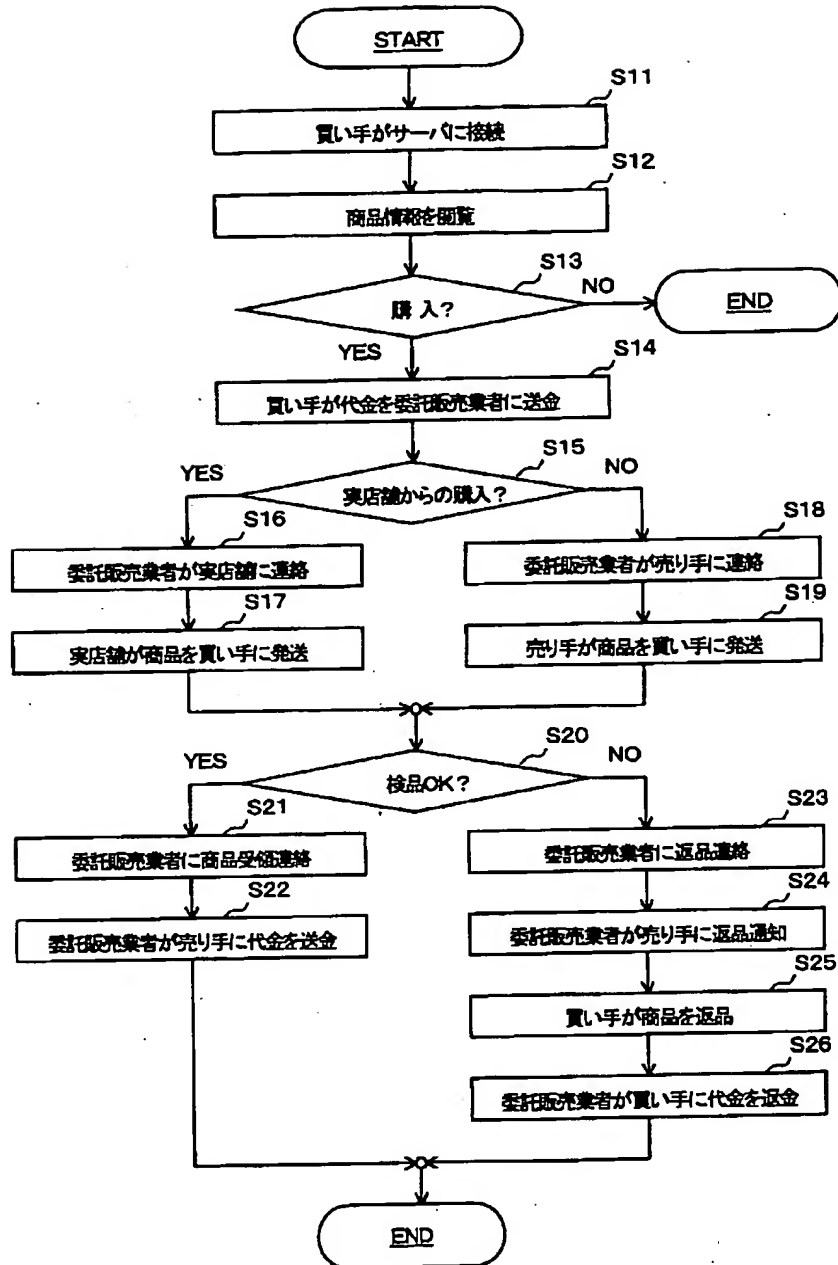 START
S11
買い手がサーバに接続
S12
商品情報を閲覧
S13
購入?
NO
END
YES
S14
買い手が代金を委託販売業者に送金
S15
YES
NO
実店舗からの購入?
S16
委託販売業者が実店舗に連絡
S17
実店舗が商品を買い手に発送
S18
委託販売業者が売り手に連絡
S19
売り手が商品を買い手に発送
S20
YES
NO
検品OK?
S21
委託販売業者に商品受領連絡
S22
委託販売業者が売り手に代金を送金
S23
委託販売業者に返品連絡
S24
委託販売業者が売り手に返品通知
S25
買い手が商品を返品
S26
委託販売業者が買い手に代金を返金
END